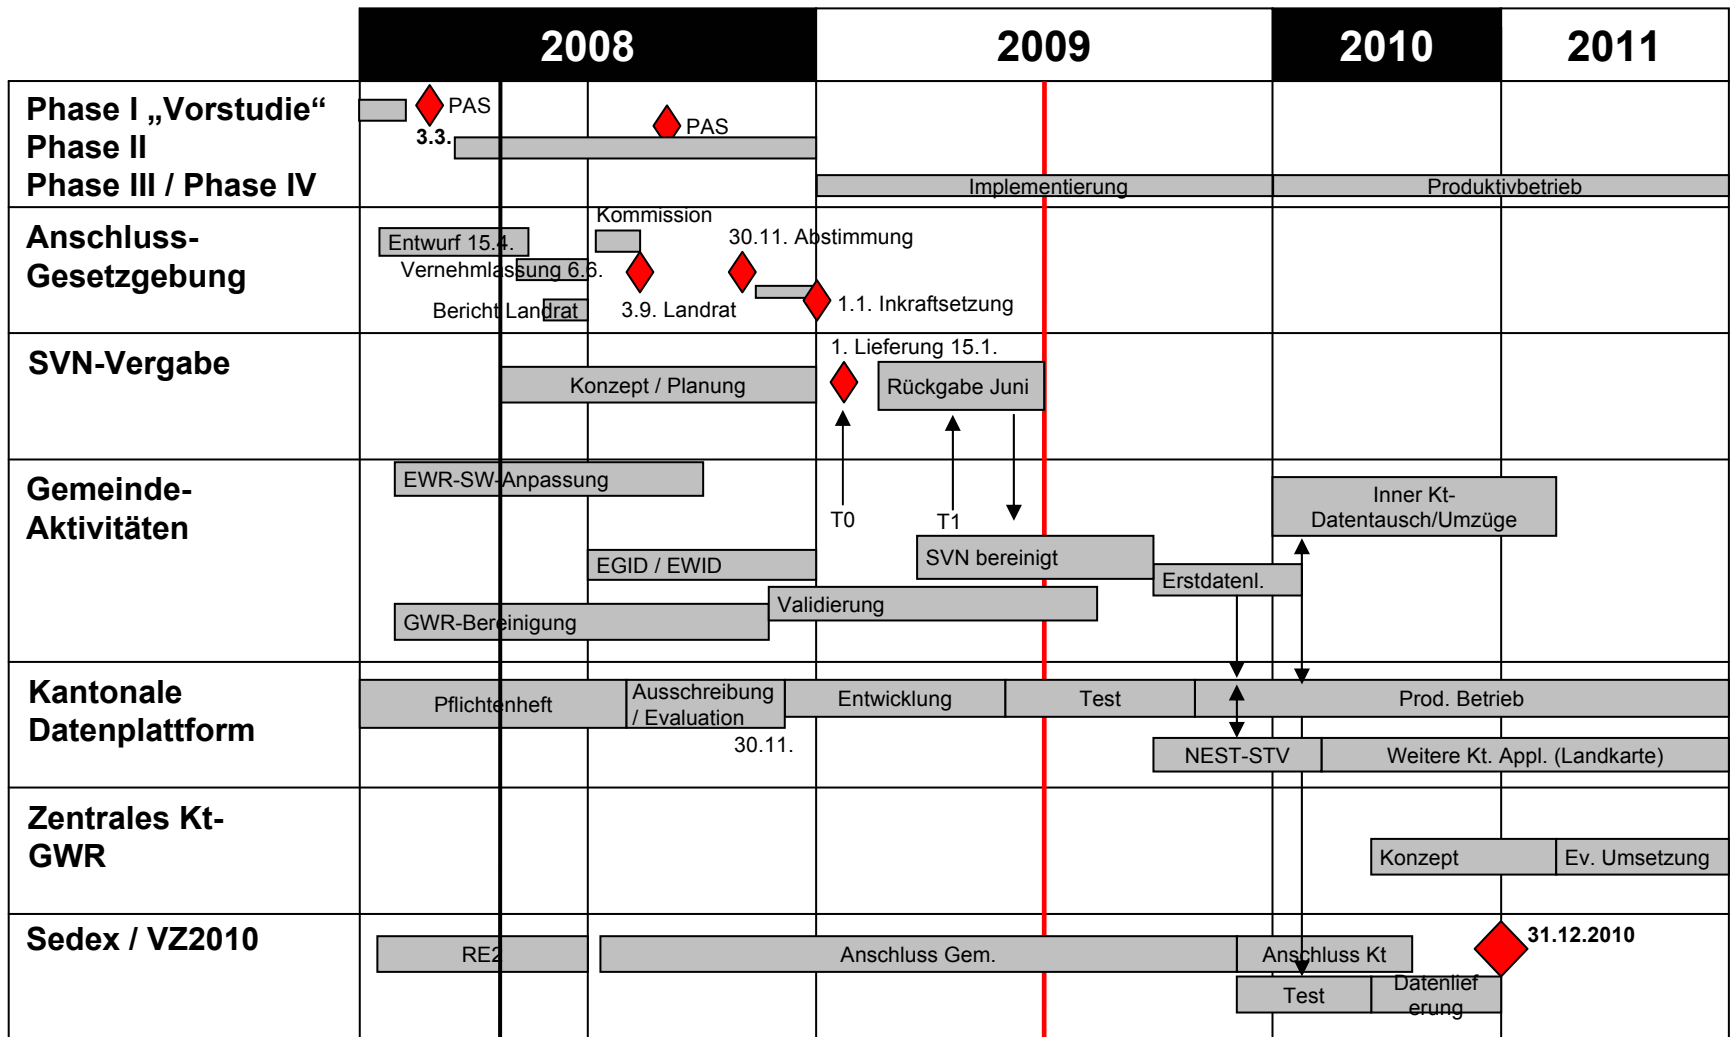 2008
2009
2010
2011
Phase I „Vorstudie“
Phase II
Phase III / Phase IV
PAS
3.3.
PAS
Implementierung
Produktivbetrieb
Anschluss-
Gesetzgebung
Kommission
Entwurf 15.4.
30.11. Abstimmung
Vernehmlassung 6.6.
Bericht Landrat
3.9. Landrat
1.1. Inkraftsetzung
SVN-Vergabe
1. Lieferung 15.1.
Konzept / Planung
Rückgabe Juni
Gemeinde-
Aktivitäten
EWR-SW-Anpassung
T0
T1
Inner Kt-
Datentausch/Umzüge
EGID / EWID
SVN bereinigt
Erstdatenl.
Validierung
GWR-Bereinigung
Kantonale
Datenplattform
Pflichtenheft
Ausschreibung
/ Evaluation
30.11.
Entwicklung
Test
Prod. Betrieb
NEST-STV
Weitere Kt. Appl. (Landkarte)
Zentrales Kt-
GWR
Konzept
Ev. Umsetzung
Sedex / VZ2010
RE2
Anschluss Gem.
Anschluss Kt
31.12.2010
Test
Datenlief
erung